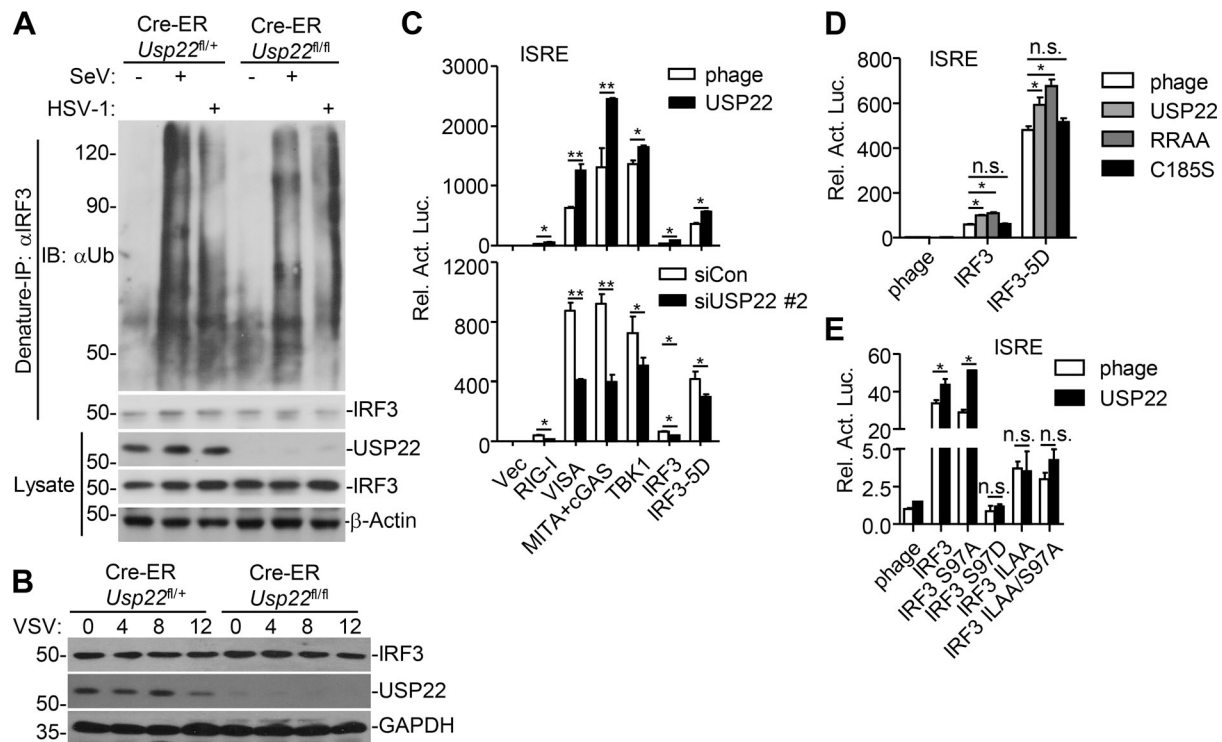 A
Cre-ER Cre-ER
Usp22fl/+ Usp22fl/fl
SeV: - + - +
HSV-1: + +
Denature-IP: αIRF3
IB: αUb
120-
90-
50-
50- -IRF3
Lysate
50- -USP22
50- -IRF3
50- -β-Actin
B
Cre-ER Cre-ER
Usp22fl/+ Usp22fl/fl
VSV: 0 4 8 12 0 4 8 12
50- -IRF3
50- -USP22
35- -GAPDH
C
ISRE
phage
USP22
Rel. Act. Luc.
3000
2000
1000
0
** ** * * * *
siCon
siUSP22 #2
1200
800
400
0
** ** * * * * *
Vec
RIG-I
VISA
MITA+cGAS
TBK1
IRF3
IRF3-5D
D
ISRE
phage
USP22
RRAA
C185S
Rel. Act. Luc.
800
600
400
200
0
n.s.
*
*
n.s.
*
*
phage
IRF3
IRF3-5D
E
ISRE
phage
USP22
Rel. Act. Luc.
60
40
20
5.0
2.5
0.0
* * n.s. n.s. n.s.
phage
IRF3
IRF3 S97A
IRF3 S97D
IRF3 ILAA
IRF3 ILAA/S97A